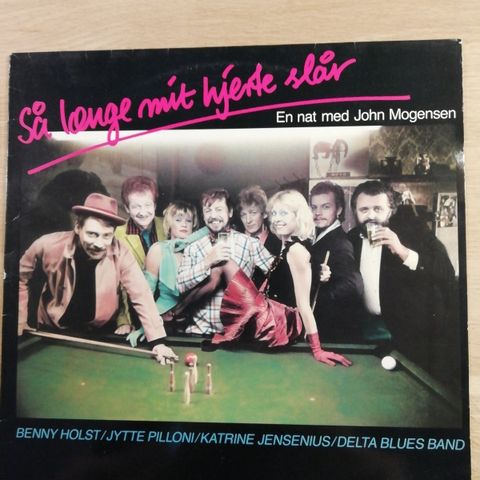 Så længe mit hjerte slår
En nat med John Mogensen
BENNY HOLST/JYTTE PILLONI/KATRINE JENSENIUS/DELTA BLUES BAND